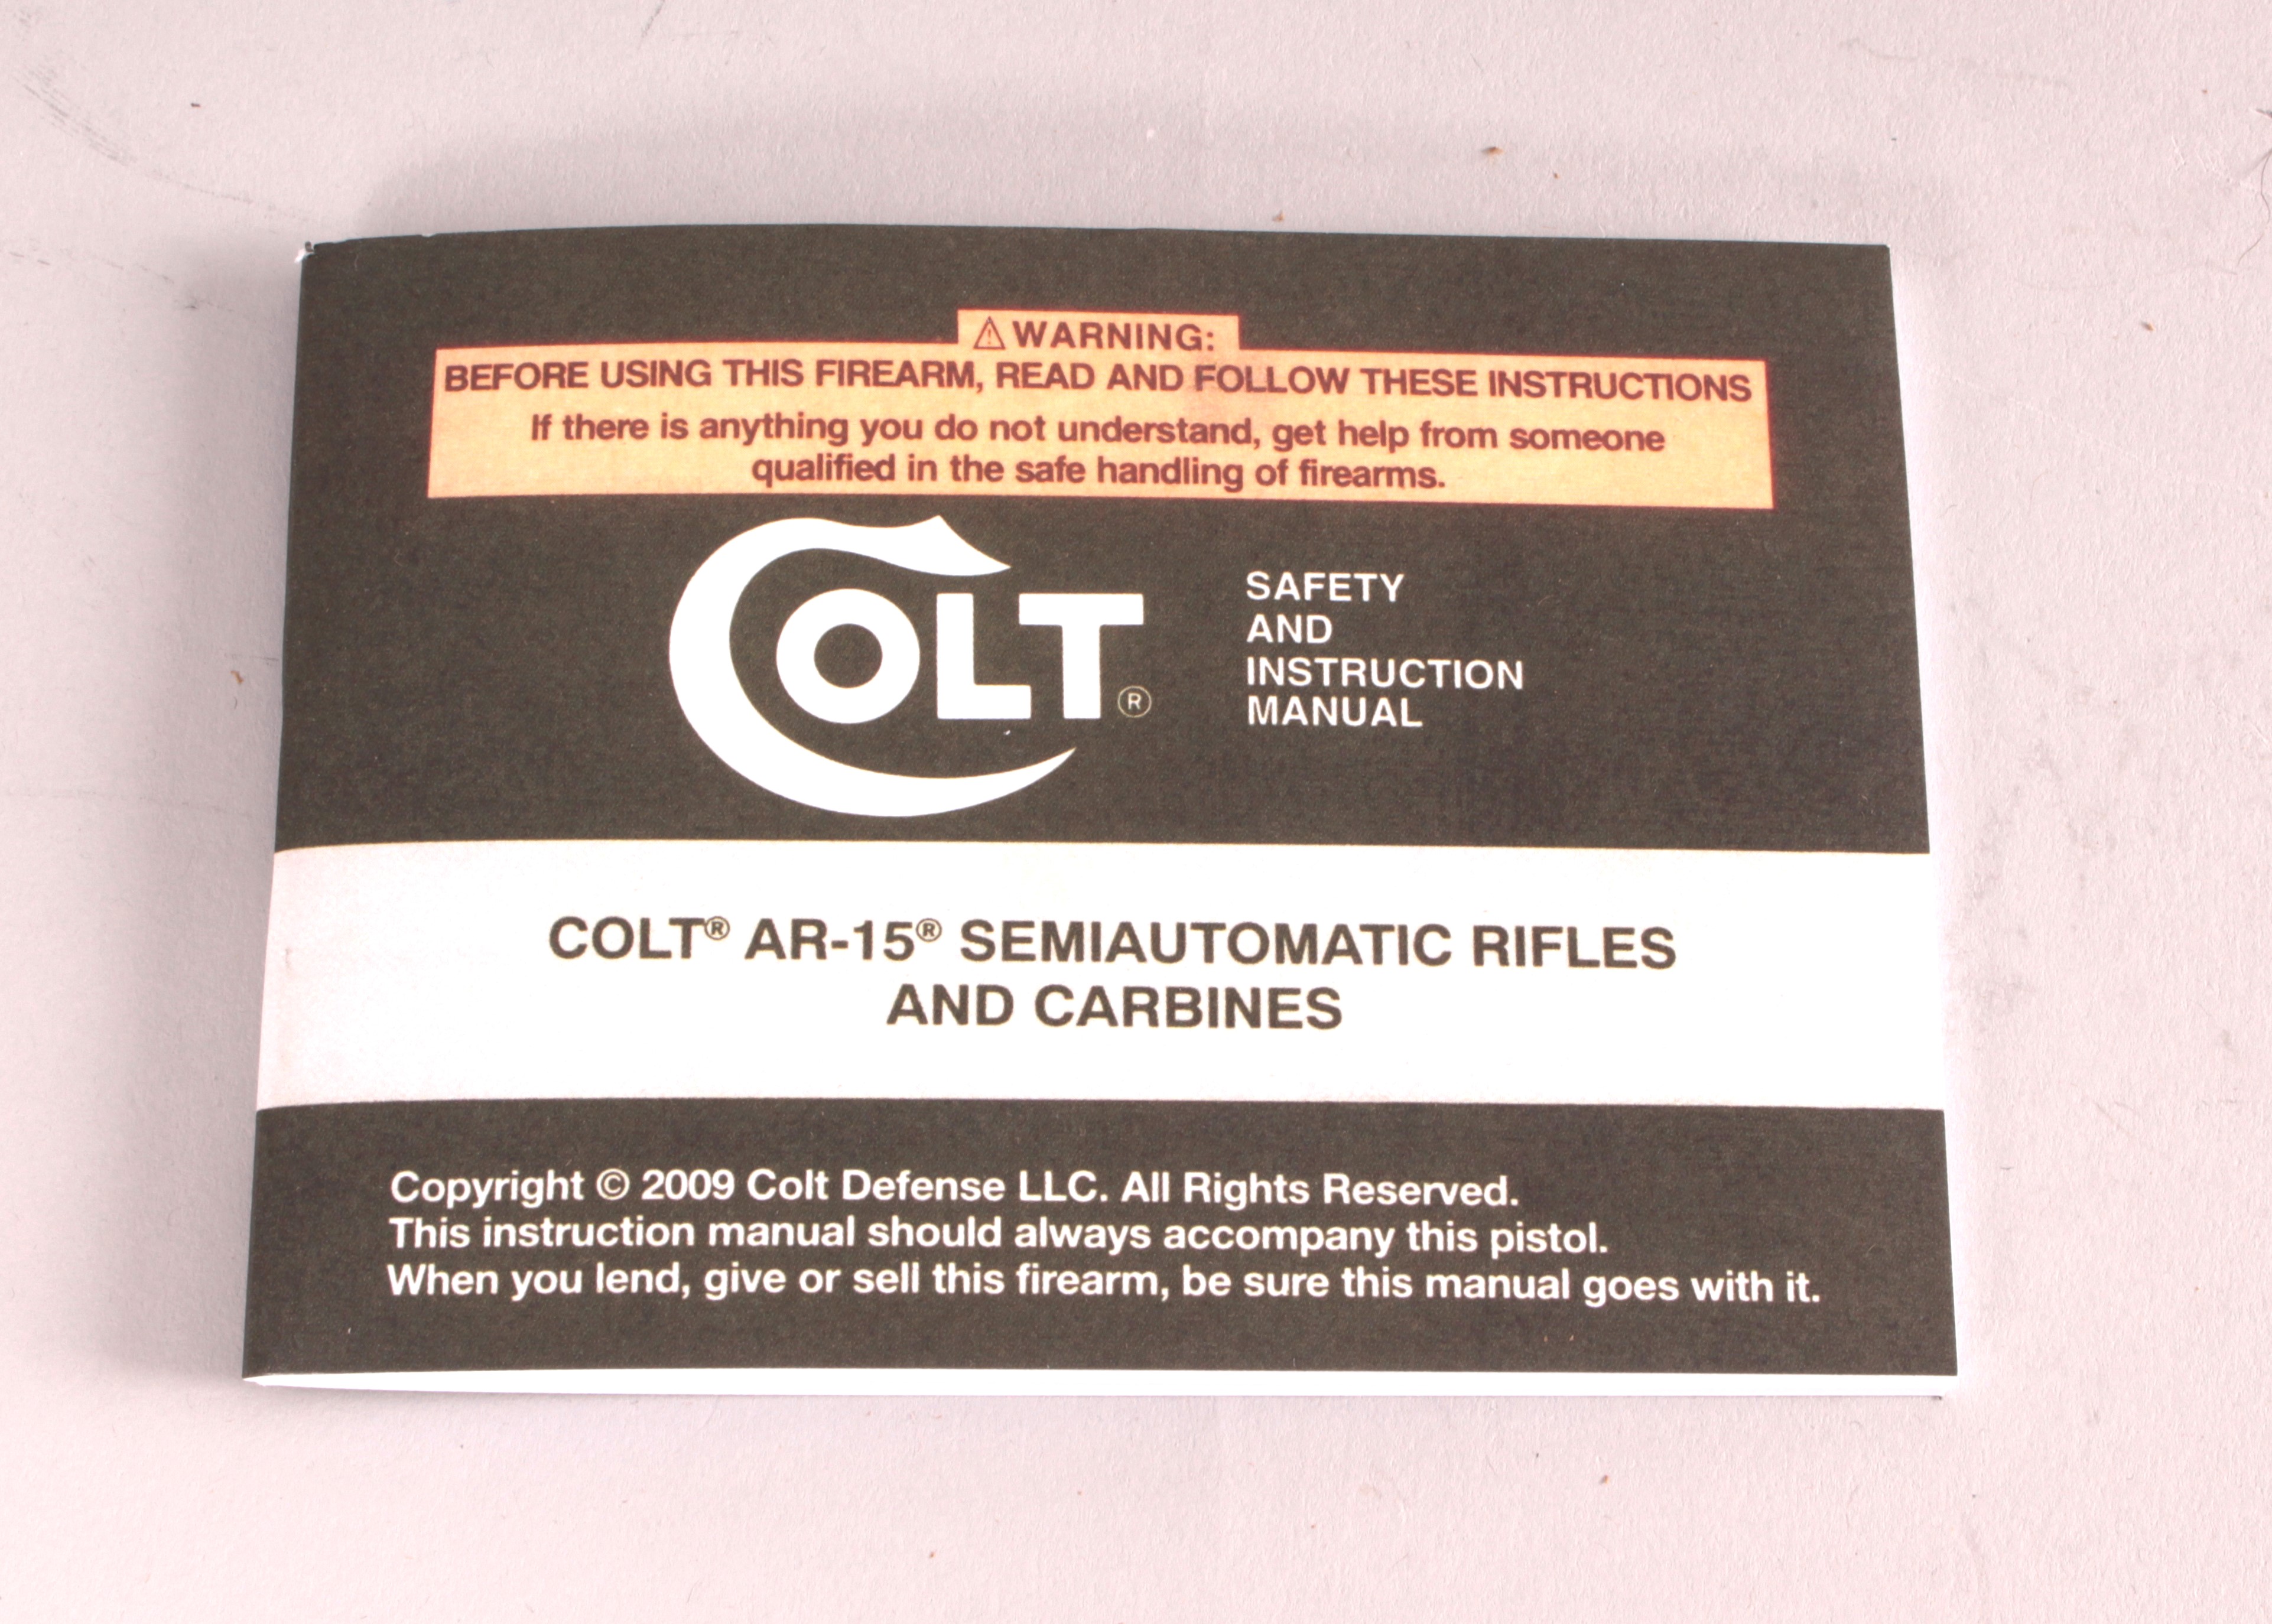 ⚠ WARNING:
BEFORE USING THIS FIREARM, READ AND FOLLOW THESE INSTRUCTIONS
If there is anything you do not understand, get help from someone
qualified in the safe handling of firearms.
COLT®
SAFETY
AND
INSTRUCTION
MANUAL
COLT® AR-15® SEMIAUTOMATIC RIFLES
AND CARBINES
Copyright © 2009 Colt Defense LLC. All Rights Reserved.
This instruction manual should always accompany this pistol.
When you lend, give or sell this firearm, be sure this manual goes with it.